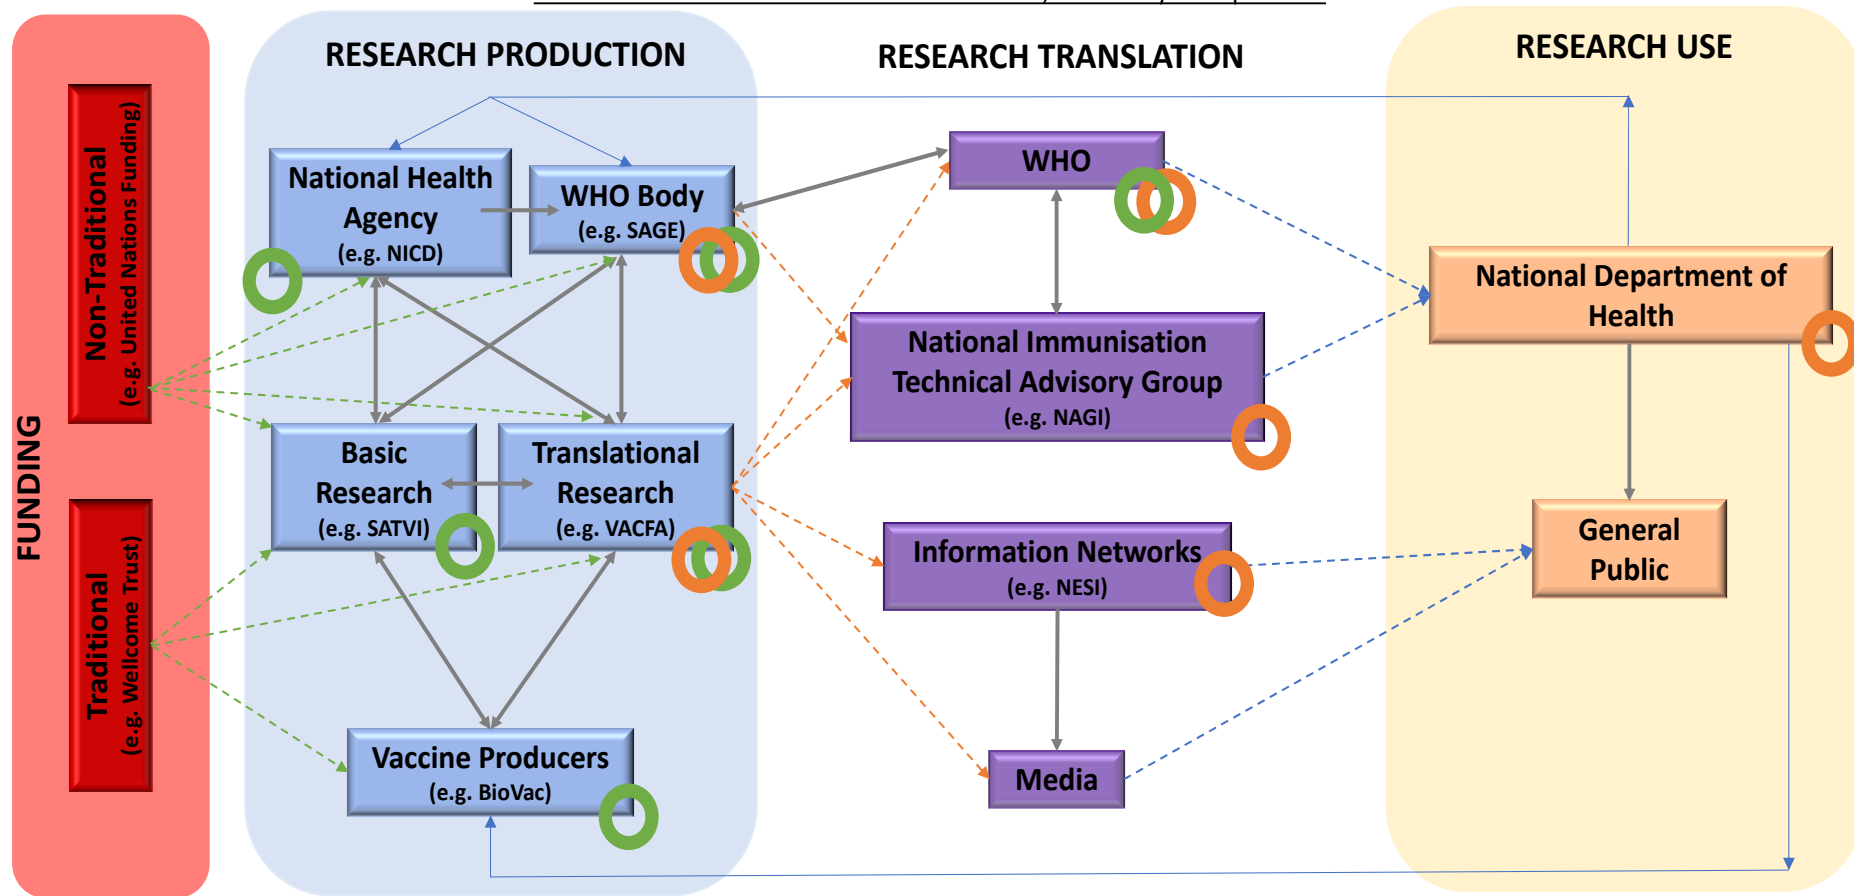 FUNDING
Non-Traditional
(e.g. United Nations Funding)
Traditional
(e.g. Wellcome Trust)
RESEARCH PRODUCTION
National Health
Agency
(e.g. NICD)
WHO Body
(e.g. SAGE)
Basic
Research
(e.g. SATVI)
Translational
Research
(e.g. VACFA)
Vaccine Producers
(e.g. BioVac)
RESEARCH TRANSLATION
WHO
National Immunisation
Technical Advisory Group
(e.g. NAGI)
Information Networks
(e.g. NESI)
Media
RESEARCH USE
National Department of
Health
General
Public